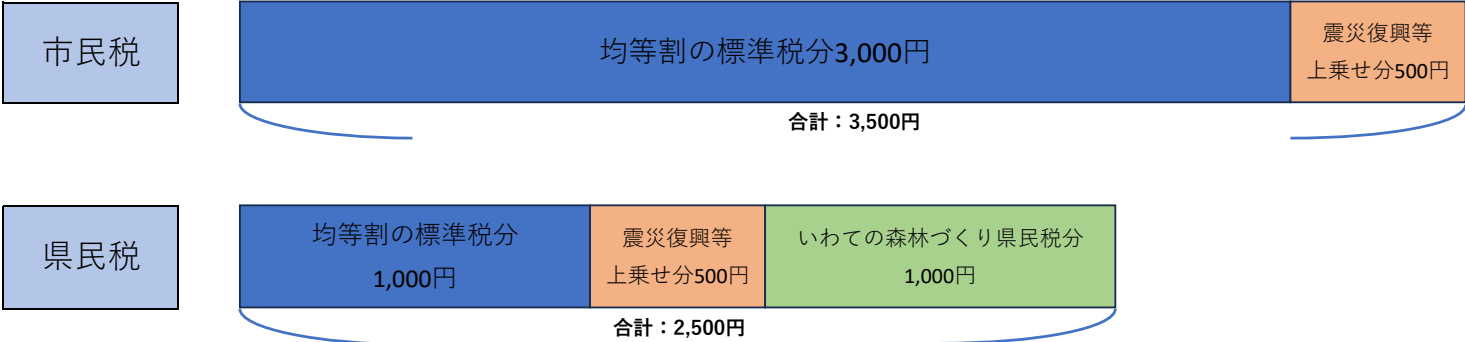 市民税
均等割の標準税分3,000円
震災復興等
上乗せ分500円
合計：3,500円
県民税
均等割の標準税分
1,000円
震災復興等
上乗せ分500円
いわての森林づくり県民税分
1,000円
合計：2,500円